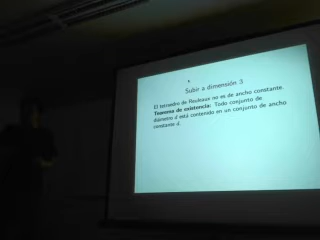 Subir a dimensión 3
El tetraedro de Reuleaux no es de ancho constante.
Teorema de existencia: Todo conjunto de
diámetro d está contenido en un conjunto de ancho
constante d.